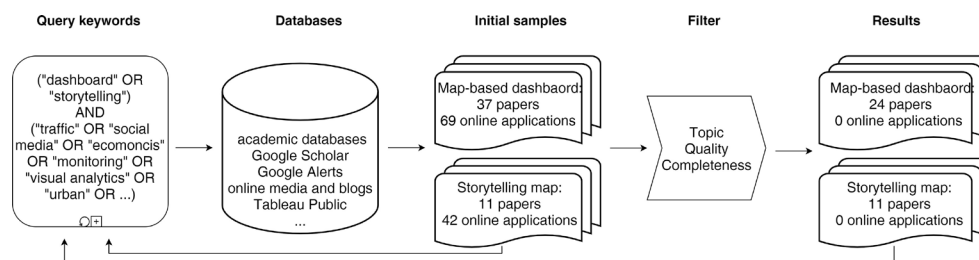 Query keywords
Databases
Initial samples
Filter
Results
("dashboard" OR
"storytelling")
AND
("traffic" OR "social
media" OR "ecomoncis"
OR "monitoring" OR
"visual analytics" OR
"urban" OR ...)
academic databases
Google Scholar
Google Alerts
online media and blogs
Tableau Public
...
Map-based dashbaord:
37 papers
69 online applications
Storytelling map:
11 papers
42 online applications
Topic
Quality
Completeness
Map-based dashbaord:
24 papers
0 online applications
Storytelling map:
11 papers
0 online applications